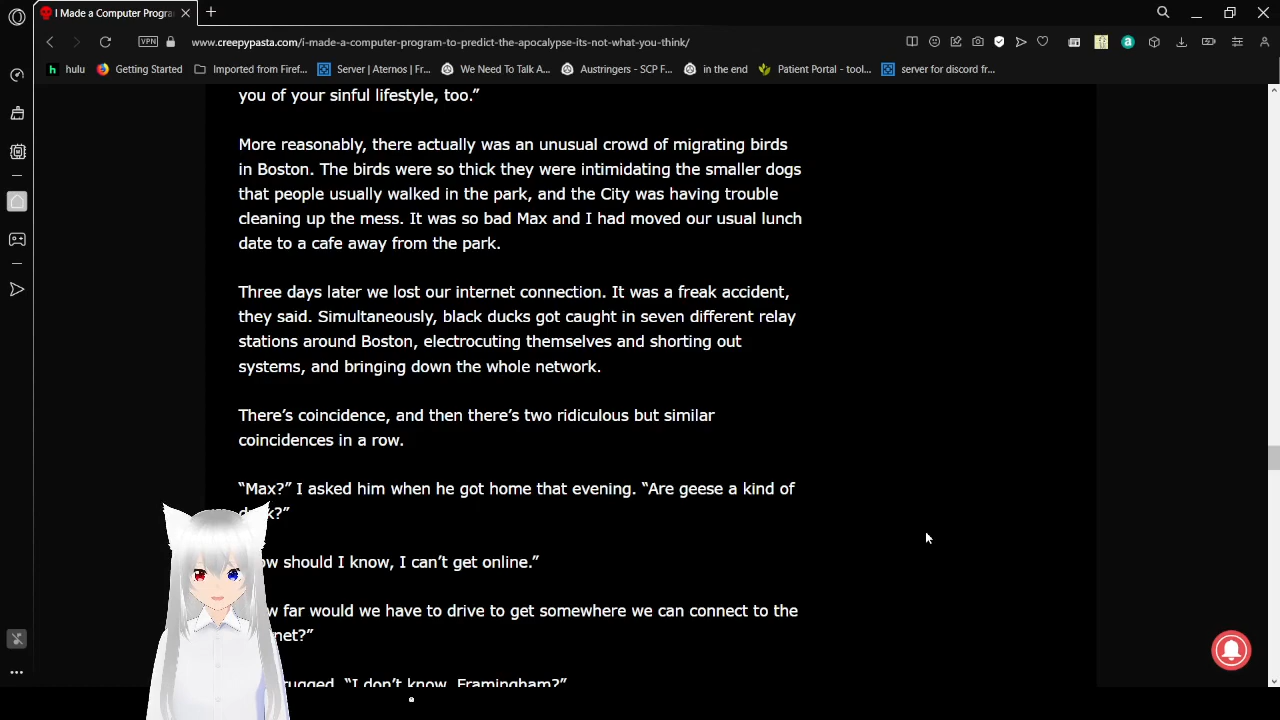 I Made a Computer Progra
www.creepypasta.com/i-made-a-computer-program-to-predict-the-apocalypse-its-not-what-you-think/
VPN
hulu
Getting Started
Imported from Firef...
Server | Aternos | Fr...
We Need To Talk A...
Austringers - SCP F...
in the end
Patient Portal - tool...
server for discord fr...
you of your sinful lifestyle, too.”
More reasonably, there actually was an unusual crowd of migrating birds
in Boston. The birds were so thick they were intimidating the smaller dogs
that people usually walked in the park, and the City was having trouble
cleaning up the mess. It was so bad Max and I had moved our usual lunch
date to a cafe away from the park.
Three days later we lost our internet connection. It was a freak accident,
they said. Simultaneously, black ducks got caught in seven different relay
stations around Boston, electrocuting themselves and shorting out
systems, and bringing down the whole network.
There’s coincidence, and then there’s two ridiculous but similar
coincidences in a row.
“Max?” I asked him when he got home that evening. “Are geese a kind of
should I know, I can’t get online.”
far would we have to drive to get somewhere we can connect to the
“I don’t know, Framingham?”